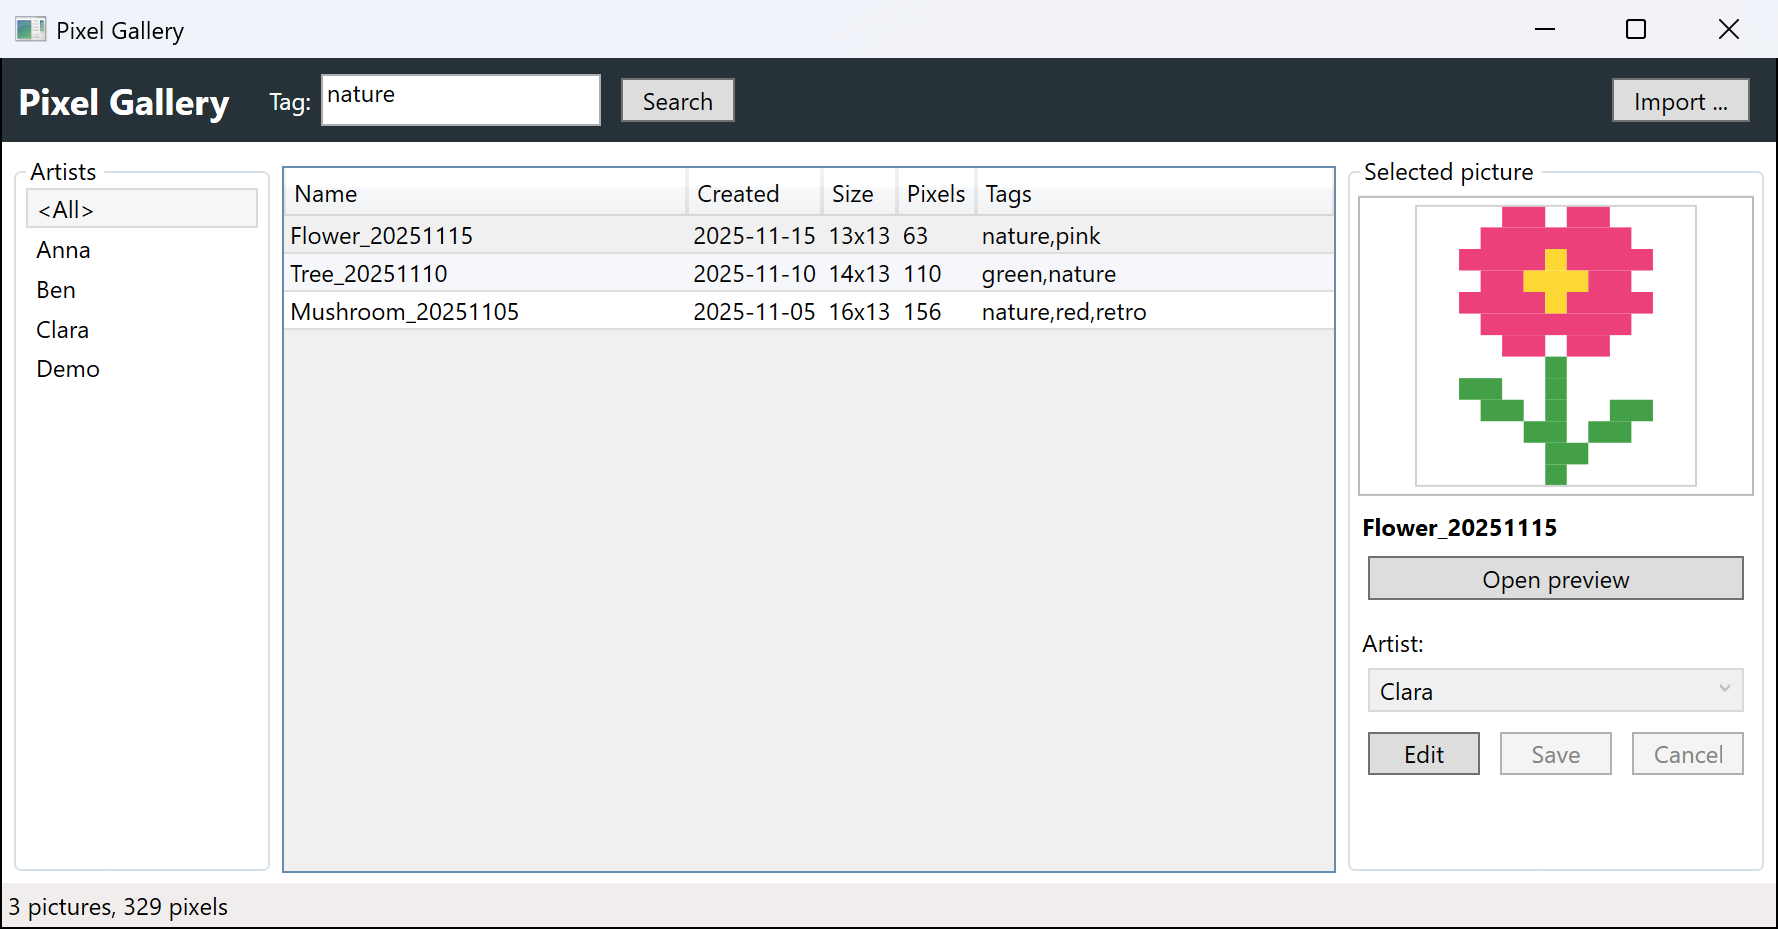 Pixel Gallery
Pixel Gallery Tag: nature Search Import ...
Artists
<All>
Anna
Ben
Clara
Demo
Name Created Size Pixels Tags
Flower_20251115 2025-11-15 13x13 63 nature,pink
Tree_20251110 2025-11-10 14x13 110 green,nature
Mushroom_20251105 2025-11-05 16x13 156 nature,red,retro
Selected picture
Flower_20251115
Open preview
Artist:
Clara
Edit Save Cancel
3 pictures, 329 pixels